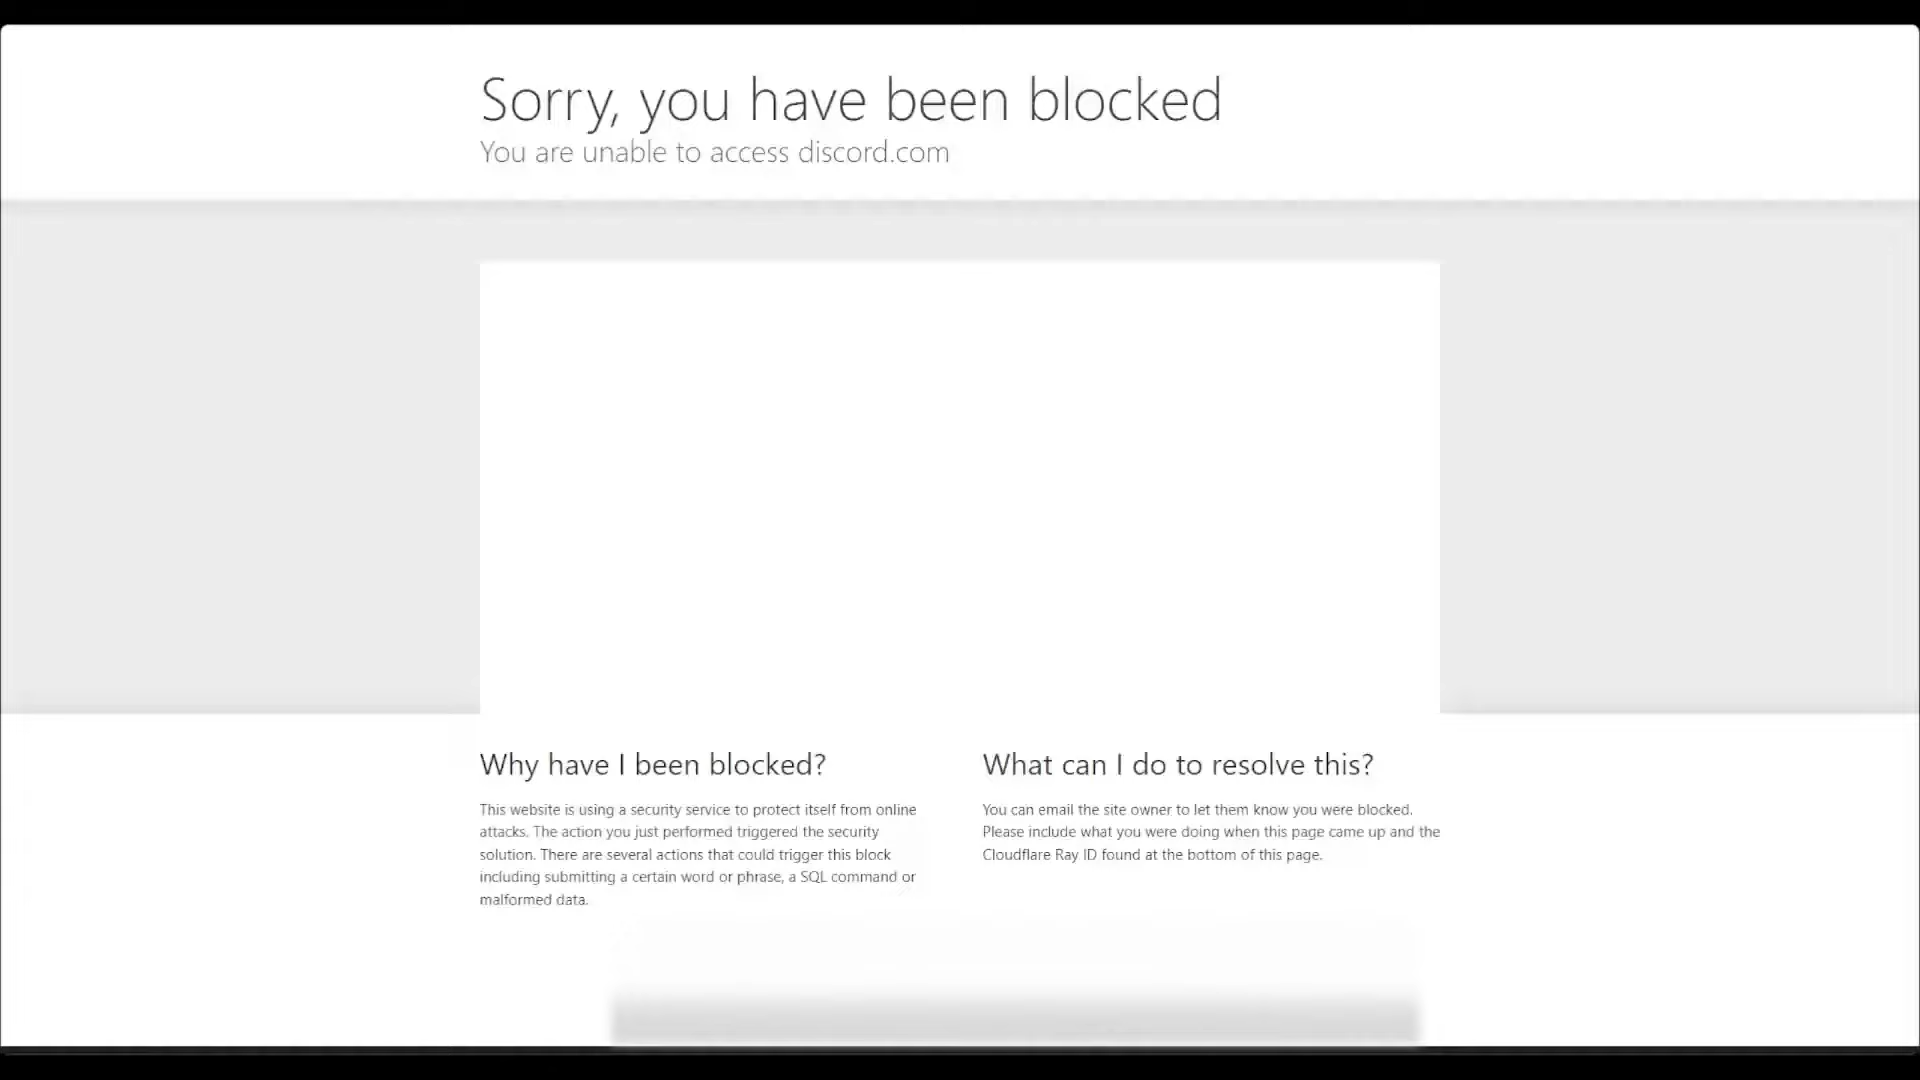 Sorry, you have been blocked
You are unable to access discord.com
Why have I been blocked?
This website is using a security service to protect itself from online
attacks. The action you just performed triggered the security
solution. There are several actions that could trigger this block
including submitting a certain word or phrase, a SQL command or
malformed data.
What can I do to resolve this?
You can email the site owner to let them know you were blocked.
Please include what you were doing when this page came up and the
Cloudflare Ray ID found at the bottom of this page.